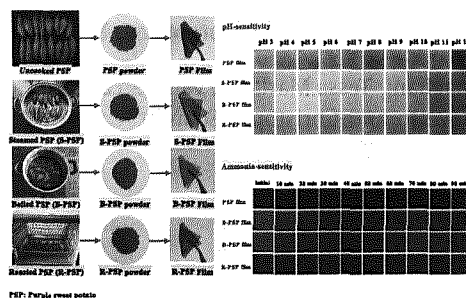 pH-sensitivity
pH 3 pH 4 pH 5 pH 6 pH 7 pH 8 pH 9 pH 10 pH 11 pH 1
PSP film
S-PSP film
B-PSP film
R-PSP film
Uncooked PSP PSP powder PSP Film
Steamed PSP (S-PSP) S-PSP powder S-PSP Film
Boiled PSP (B-PSP) B-PSP powder B-PSP Film
Roasted PSP (R-PSP) R-PSP powder R-PSP Film
Ammonia-sensitivity
Initial 10 min 20 min 30 min 40 min 50 min 60 min 70 min 80 min 90 min
PSP film
S-PSP film
B-PSP film
R-PSP film
PSP: Purple sweet potato